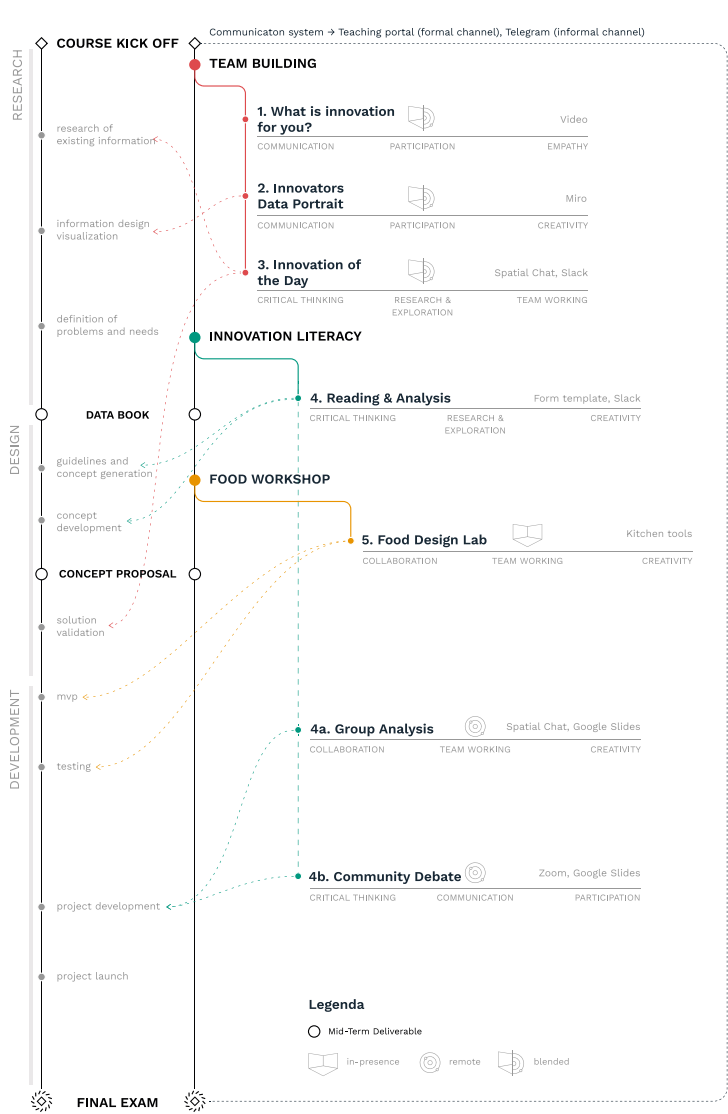 Communicaton system → Teaching portal (formal channel), Telegram (informal channel)
COURSE KICK OFF
RESEARCH
TEAM BUILDING
1. What is innovation
for you?
Video
COMMUNICATION PARTICIPATION EMPATHY
research of
existing information
2. Innovators
Data Portrait
Miro
COMMUNICATION PARTICIPATION CREATIVITY
information design
visualization
3. Innovation of
the Day
Spatial Chat, Slack
CRITICAL THINKING RESEARCH & TEAM WORKING
EXPLORATION
definition of
problems and needs
INNOVATION LITERACY
4. Reading & Analysis Form template, Slack
CRITICAL THINKING RESEARCH & CREATIVITY
EXPLORATION
DATA BOOK
DESIGN
guidelines and
concept generation
FOOD WORKSHOP
concept
development
5. Food Design Lab Kitchen tools
COLLABORATION TEAM WORKING CREATIVITY
CONCEPT PROPOSAL
solution
validation
DEVELOPMENT
mvp
4a. Group Analysis Spatial Chat, Google Slides
COLLABORATION TEAM WORKING CREATIVITY
testing
4b. Community Debate Zoom, Google Slides
CRITICAL THINKING COMMUNICATION PARTICIPATION
project development
project launch
Legenda
Mid-Term Deliverable
in-presence remote blended
FINAL EXAM